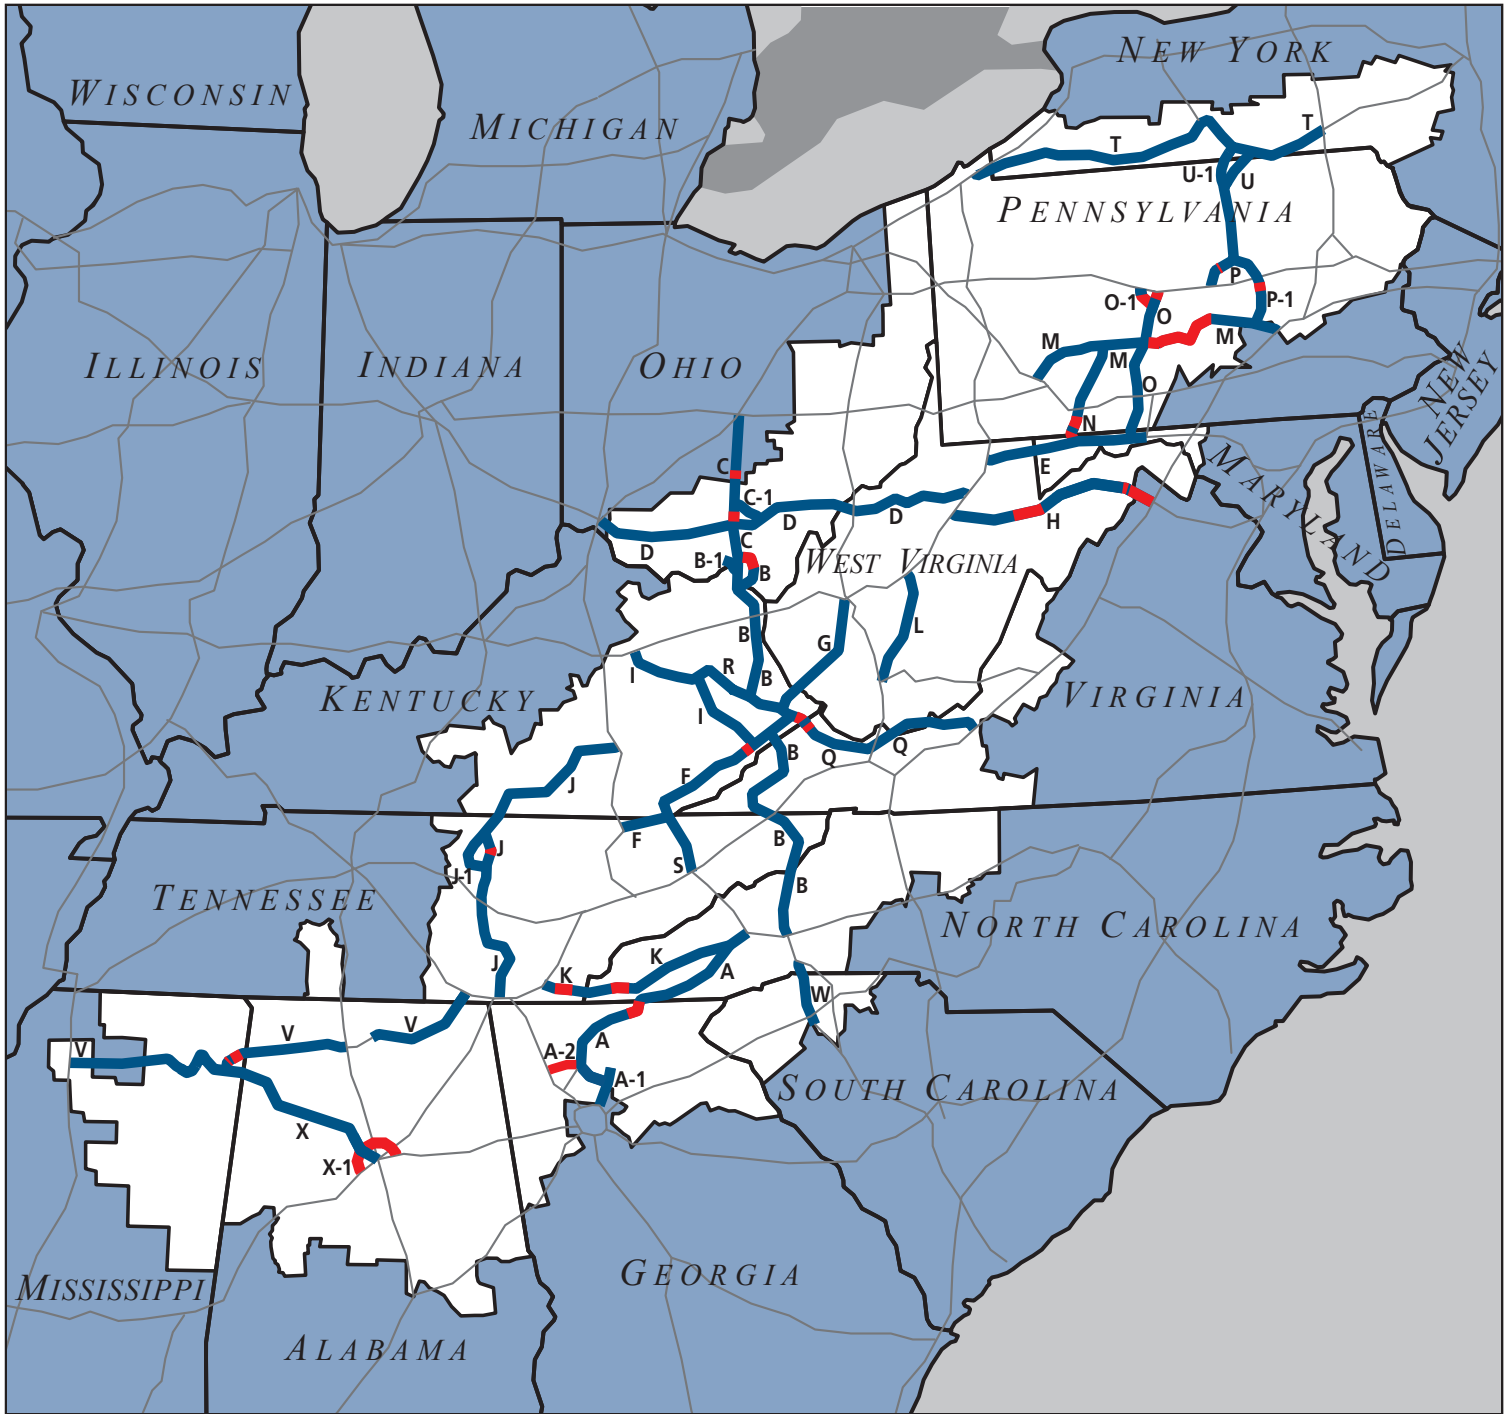 NEW YORK
WISCONSIN
MICHIGAN
T
T
U-1
U
PENNSYLVANIA
P
O-1
O
P-1
M
M
M
ILLINOIS
INDIANA
OHIO
O
NEW
JERSEY
N
DELAWARE
E
MARYLAND
C
C-1
D
D
H
D
C
B-1
B
WEST VIRGINIA
DELAWARE
L
B
G
I
R
B
KENTUCKY
VIRGINIA
I
B
Q
Q
F
J
F
B
J
S
J-1
B
TENNESSEE
NORTH CAROLINA
K
J
K
A
W
V
V
A
V
A-2
A-1
SOUTH CAROLINA
X
X-1
MISSISSIPPI
GEORGIA
ALABAMA